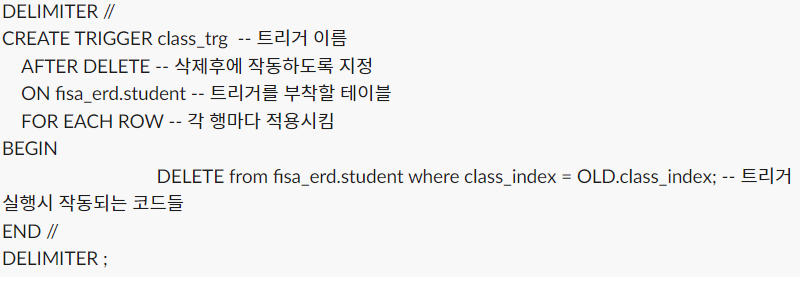 DELIMITER //
CREATE TRIGGER class_trg -- 트리거 이름
AFTER DELETE -- 삭제후에 작동하도록 지정
ON fisa_erd.student -- 트리거를 부착할 테이블
FOR EACH ROW -- 각 행마다 적용시킴
BEGIN
DELETE from fisa_erd.student where class_index = OLD.class_index; -- 트리거
실행시 작동되는 코드들
END //
DELIMITER ;